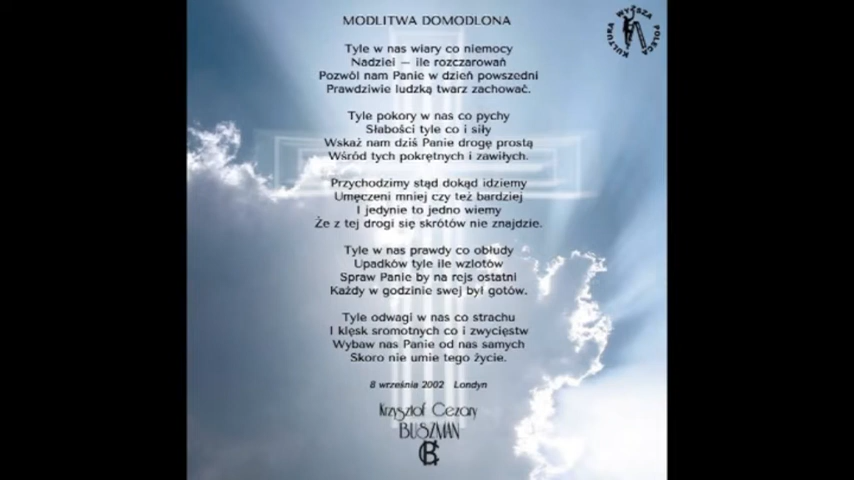 MODLITWA DOMODLONA
Tyle w nas wiary co niemocy
Nadziei – ile rozczarowań
Pozwól nam Panie w dzień powszedni
Prawdziwie ludzką twarz zachować.
Tyle pokory w nas co pychy
Słabości tyle co i siły
Wskaż nam dziś Panie drogę prostą
Wśród tych pokrętnych i zawiłych.
Przychodzimy stąd dokąd idziemy
Umęczeni mniej czy też bardziej
I jedynie to jedno wiemy
Że z tej drogi się skrótów nie znajdzie.
Tyle w nas prawdy co obłudy
Upadków tyle ile wzlotów
Spraw Panie by na rejs ostatni
Każdy w godzinie swej był gotów.
Tyle odwagi w nas co strachu
I klęsk sromotnych co i zwycięstw
Wybaw nas Panie od nas samych
Skoro nie umie tego życie.
8 września 2002 Londyn
Krzysztof Cezary
BUSZMAN
KULTURA WYŻSZA POLECA